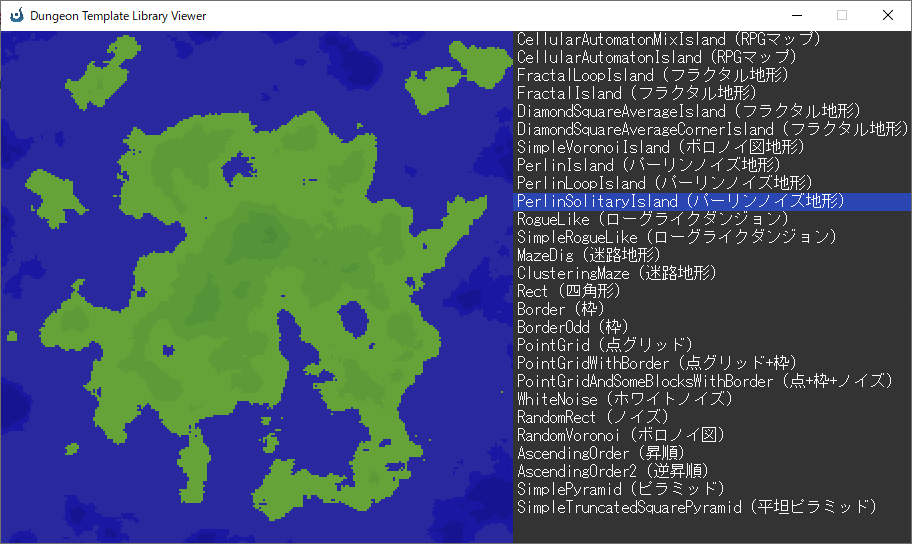 Dungeon Template Library Viewer
CellularAutomatonMixIsland (RPGマップ)
CellularAutomatonIsland (RPGマップ)
FractalLoopIsland (フラクタル地形)
FractalIsland (フラクタル地形)
DiamondSquareAverageIsland (フラクタル地形)
DiamondSquareAverageCornerIsland (フラクタル地形)
SimpleVoronoiIsland (ボロノイ図地形)
PerlinIsland (パーリンノイズ地形)
PerlinLoopIsland (パーリンノイズ地形)
PerlinSolitaryIsland (パーリンノイズ地形)
RogueLike (ローグライクダンジョン)
SimpleRogueLike (ローグライクダンジョン)
MazeDig (迷路地形)
ClusteringMaze (迷路地形)
Rect (四角形)
Border (枠)
BorderOdd (枠)
PointGrid (点グリッド)
PointGridWithBorder (点グリッド+枠)
PointGridAndSomeBlocksWithBorder (点+枠+ノイズ)
WhiteNoise (ホワイトノイズ)
RandomRect (ノイズ)
RandomVoronoi (ボロノイ図)
AscendingOrder (昇順)
AscendingOrder2 (逆昇順)
SimplePyramid (ピラミッド)
SimpleTruncatedSquarePyramid (平坦ピラミッド)